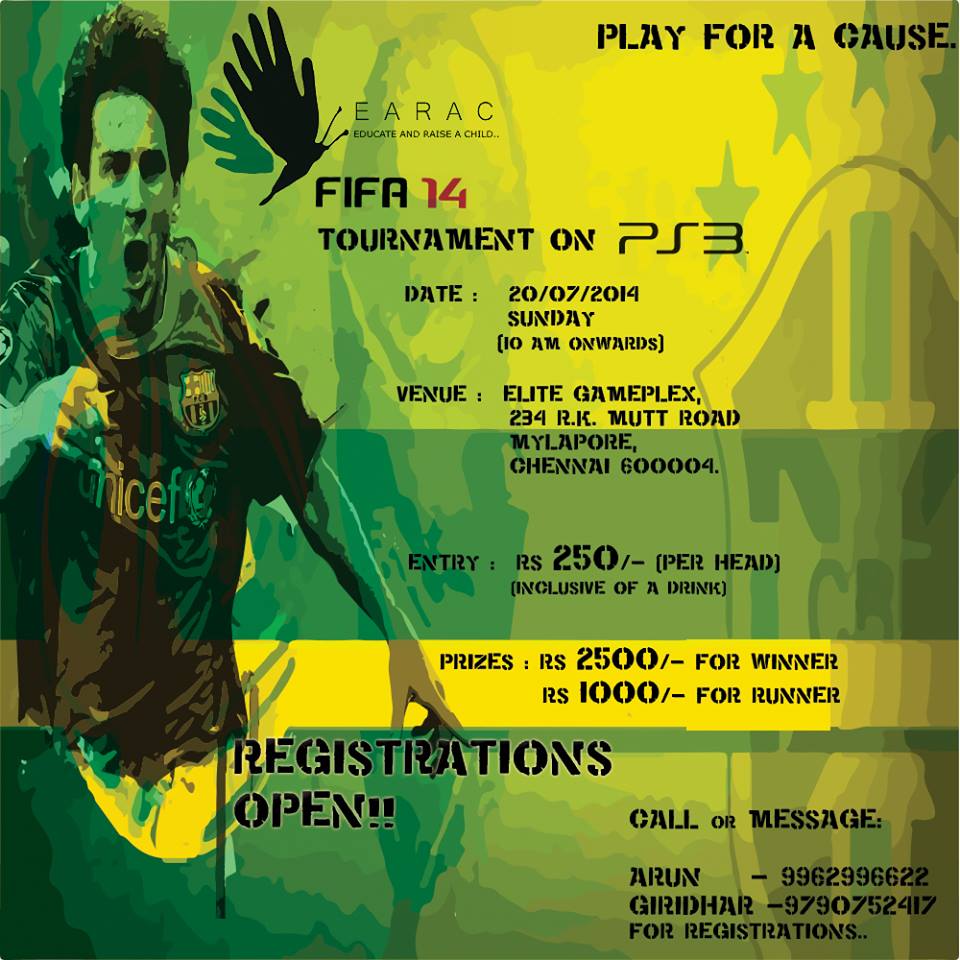 PLAY FOR A CAUSE.
EARAC
EDUCATE AND RAISE A CHILD..
FIFA 14
TOURNAMENT ON PS3
DATE : 20/07/2014
SUNDAY
(10 AM ONWARDS)
VENUE : ELITE GAMEPLEX,
234 R.K. MUTT ROAD
MYLAPORE,
CHENNAI 600004.
unicef
ENTRY : RS 250/- (PER HEAD)
(INCLUSIVE OF A DRINK)
PRIZES : RS 2500/- FOR WINNER
RS 1000/- FOR RUNNER
REGISTRATIONS
OPEN!!
CALL OR MESSAGE:
ARUN - 9962996622
GIRIDHAR -9790752417
FOR REGISTRATIONS..